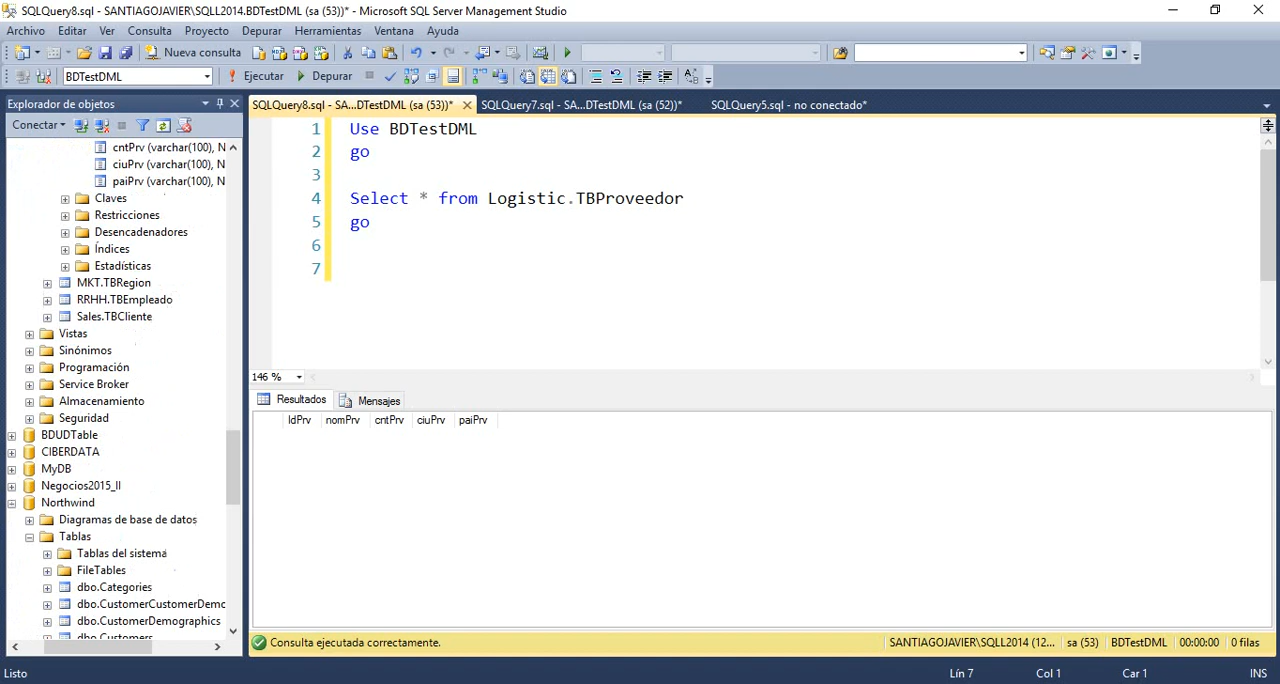 SQLQuery8.sql - SANTIAGOJAVIER\SQLL2014.BDTestDML (sa (53))* - Microsoft SQL Server Management Studio
Archivo Editar Ver Consulta Proyecto Depurar Herramientas Ventana Ayuda
Nueva consulta
BDTestDML Ejecutar Depurar
Explorador de objetos
SQLQuery8.sql - SA...DTestDML (sa (53))* SQLQuery7.sql - SA...DTestDML (sa (52))* SQLQuery5.sql - no conectado*
Conectar
cntPrv (varchar(100), N
ciuPrv (varchar(100), N
paiPrv (varchar(100), N
Claves
Restricciones
Desencadenadores
Índices
Estadísticas
MKT.TBRegion
RRHH.TBEmpleado
Sales.TBCliente
Vistas
Sinónimos
Programación
Service Broker
Almacenamiento
Seguridad
BDUDTable
CIBERDATA
MyDB
Negocios2015_II
Northwind
Diagramas de base de datos
Tablas
Tablas del sistema
FileTables
dbo.Categories
dbo.CustomerCustomerDemo
dbo.CustomerDemographics
dbo.Customers
1 Use BDTestDML
2 go
3
4 Select * from Logistic.TBProveedor
5 go
6
7
146 %
Resultados Mensajes
IdPrv nomPrv cntPrv ciuPrv paiPrv
Consulta ejecutada correctamente. SANTIAGOJAVIER\SQLL2014 (12... sa (53) BDTestDML 00:00:00 0 filas
Listo Lín 7 Col 1 Car 1 INS